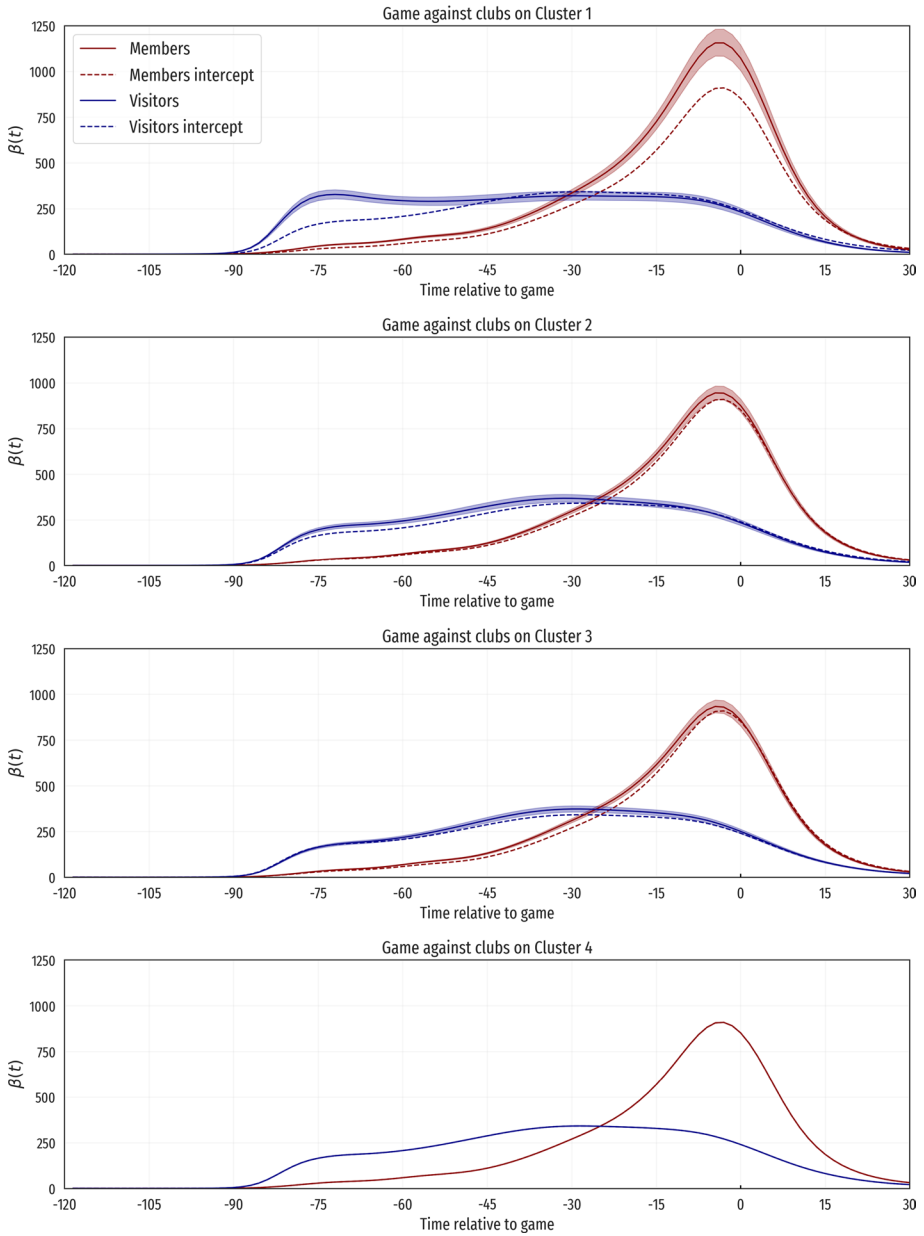 Game against clubs on Cluster 1
1250
1000
750
500
250
0
β(t)
Members
Members intercept
Visitors
Visitors intercept
-120 -105 -90 -75 -60 -45 -30 -15 0 15 30
Time relative to game
Game against clubs on Cluster 2
1250
1000
750
500
250
0
β(t)
-120 -105 -90 -75 -60 -45 -30 -15 0 15 30
Time relative to game
Game against clubs on Cluster 3
1250
1000
750
500
250
0
β(t)
-120 -105 -90 -75 -60 -45 -30 -15 0 15 30
Time relative to game
Game against clubs on Cluster 4
1250
1000
750
500
250
0
β(t)
-120 -105 -90 -75 -60 -45 -30 -15 0 15 30
Time relative to game